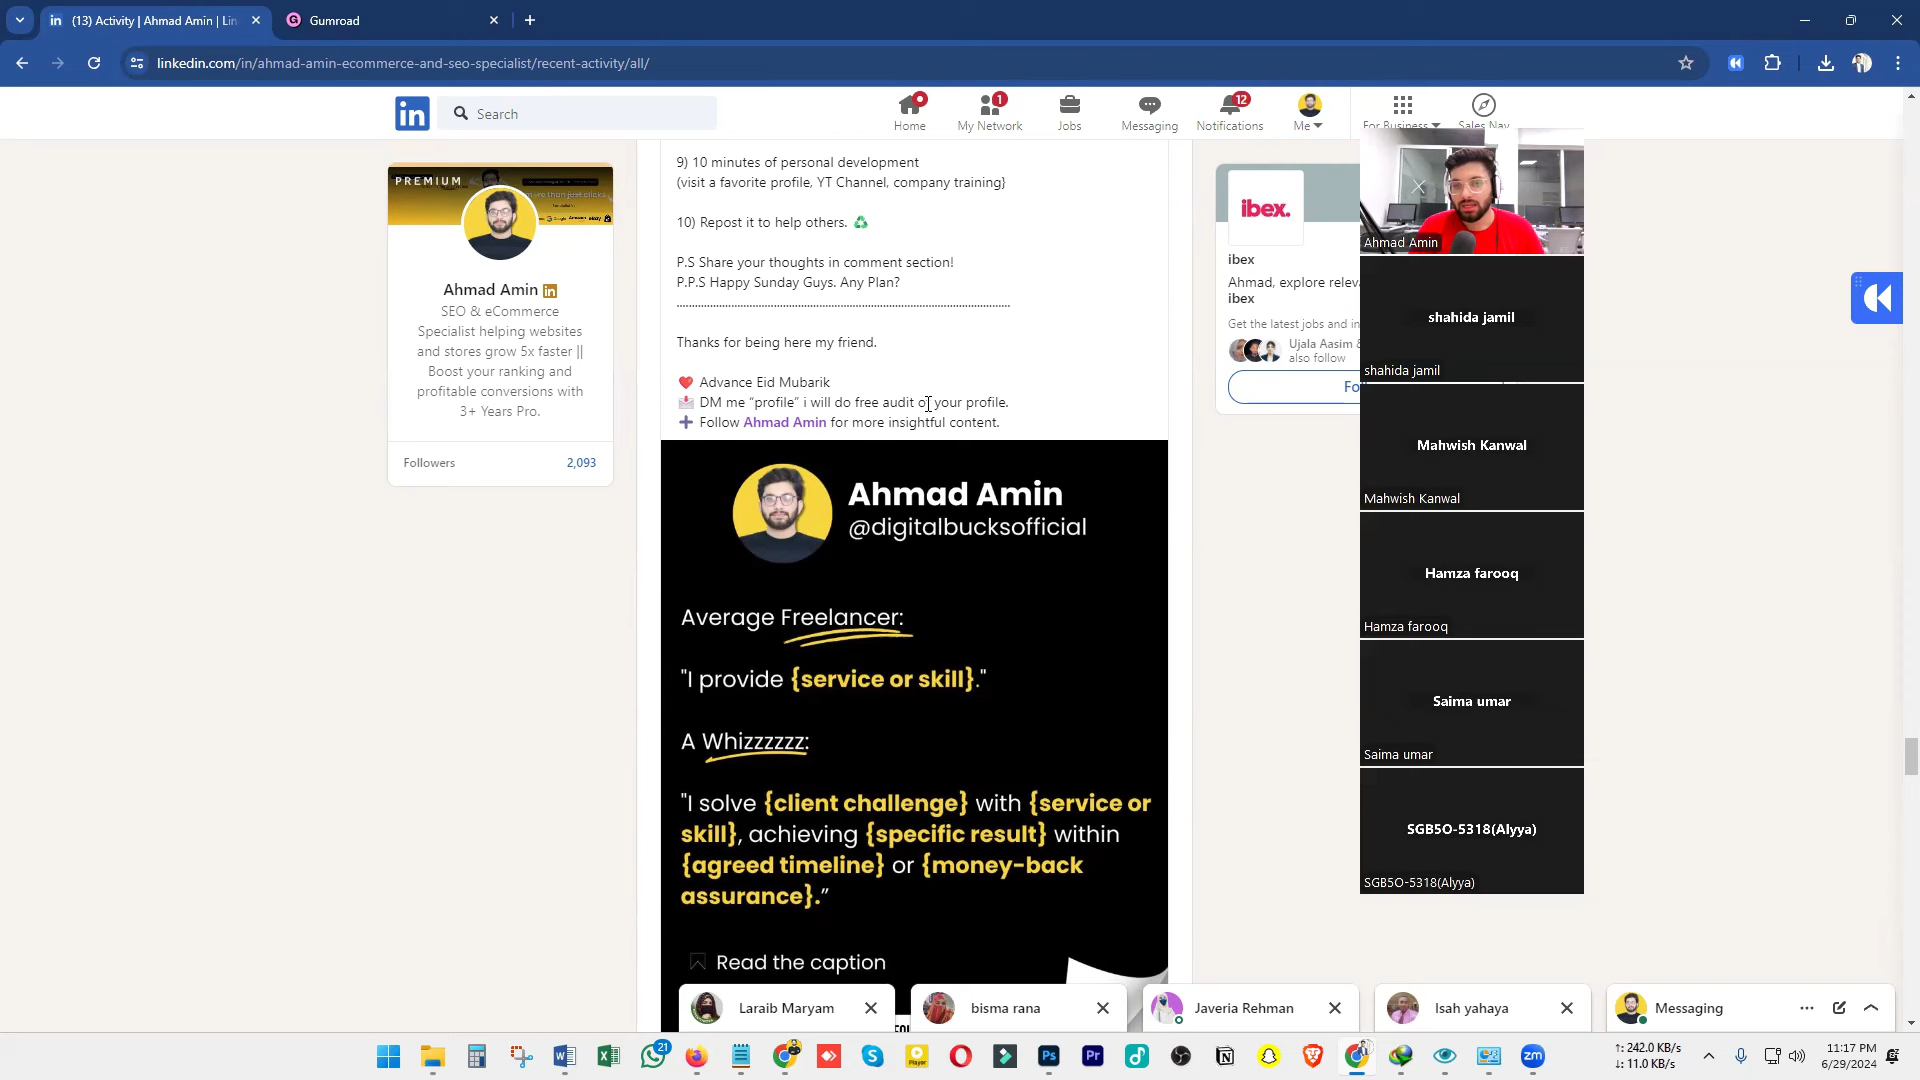 (13) Activity | Ahmad Amin | Lin
Gumroad
linkedin.com/in/ahmad-amin-ecommerce-and-seo-specialist/recent-activity/all/
in
Search
Home
My Network
1
Jobs
Messaging
Notifications
12
Me
For Business
Sales Nav
PREMIUM
Ahmad Amin
SEO & eCommerce
Specialist helping websites
and stores grow 5x faster ||
Boost your ranking and
profitable conversions with
3+ Years Pro.
Followers
2,093
9) 10 minutes of personal development
(visit a favorite profile, YT Channel, company training}
10) Repost it to help others.
P.S Share your thoughts in comment section!
P.P.S Happy Sunday Guys. Any Plan?
Thanks for being here my friend.
Advance Eid Mubarik
DM me “profile” i will do free audit of your profile.
Follow Ahmad Amin for more insightful content.
Ahmad Amin
@digitalbucksofficial
Average Freelancer:
"I provide {service or skill}."
A Whizzzzzz:
"I solve {client challenge} with {service or
skill}, achieving {specific result} within
{agreed timeline} or {money-back
assurance}.”
Read the caption
ibex.
ibex
Ahmad, explore relev
ibex
Get the latest jobs and in
Ujala Aasim &
also follow
Fo
Ahmad Amin
shahida jamil
shahida jamil
Mahwish Kanwal
Mahwish Kanwal
Hamza farooq
Hamza farooq
Saima umar
Saima umar
SGB5O-5318(Alyya)
SGB5O-5318(Alyya)
Laraib Maryam
bisma rana
Javeria Rehman
Isah yahaya
Messaging
21
↑: 242.0 KB/s
↓: 11.0 KB/s
11:17 PM
6/29/2024